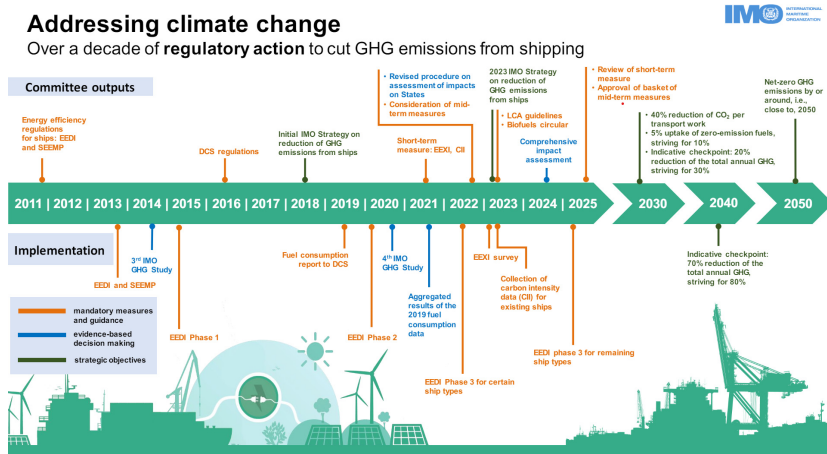 Addressing climate change
Over a decade of regulatory action to cut GHG emissions from shipping
IMO
INTERNATIONAL
MARITIME
ORGANIZATION
Committee outputs
Energy efficiency
regulations
for ships: EEDI
and SEEMP
DCS regulations
Initial IMO Strategy on
reduction of GHG
emissions from ships
• Revised procedure on
assessment of impacts
on States
• Consideration of mid-
term measures
Short-term
measure: EEXI, CII
2023 IMO Strategy
on reduction of
GHG emissions
from ships
• LCA guidelines
• Biofuels circular
Comprehensive
impact
assessment
• Review of short-term
measure
• Approval of basket of
mid-term measures
• 40% reduction of CO₂ per
transport work
• 5% uptake of zero-emission fuels,
striving for 10%
• Indicative checkpoint: 20%
reduction of the total annual GHG,
striving for 30%
Net-zero GHG
emissions by or
around, i.e.,
close to, 2050
2011 | 2012 | 2013 | 2014 | 2015 | 2016 | 2017 | 2018 | 2019 | 2020 | 2021 | 2022 | 2023 | 2024 | 2025
2030
2040
2050
Implementation
EEDI and SEEMP
3rd IMO
GHG Study
EEDI Phase 1
Fuel consumption
report to DCS
EEDI Phase 2
4th IMO
GHG Study
Aggregated
results of the
2019 fuel
consumption
data
EEDI Phase 3 for certain
ship types
EEXI survey
Collection of
carbon intensity
data (CII) for
existing ships
EEDI phase 3 for remaining
ship types
Indicative checkpoint:
70% reduction of the
total annual GHG,
striving for 80%
mandatory measures
and guidance
evidence-based
decision making
strategic objectives